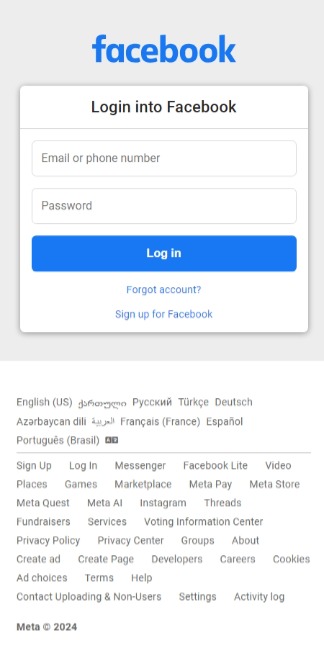 facebook
Login into Facebook
Email or phone number
Password
Log in
Forgot account?
Sign up for Facebook
English (US) ქართული Русский Türkçe Deutsch
Azərbaycan dili العربية Français (France) Español
Português (Brasil)
Sign Up Log In Messenger Facebook Lite Video
Places Games Marketplace Meta Pay Meta Store
Meta Quest Meta AI Instagram Threads
Fundraisers Services Voting Information Center
Privacy Policy Privacy Center Groups About
Create ad Create Page Developers Careers Cookies
Ad choices Terms Help
Contact Uploading & Non-Users Settings Activity log
Meta © 2024